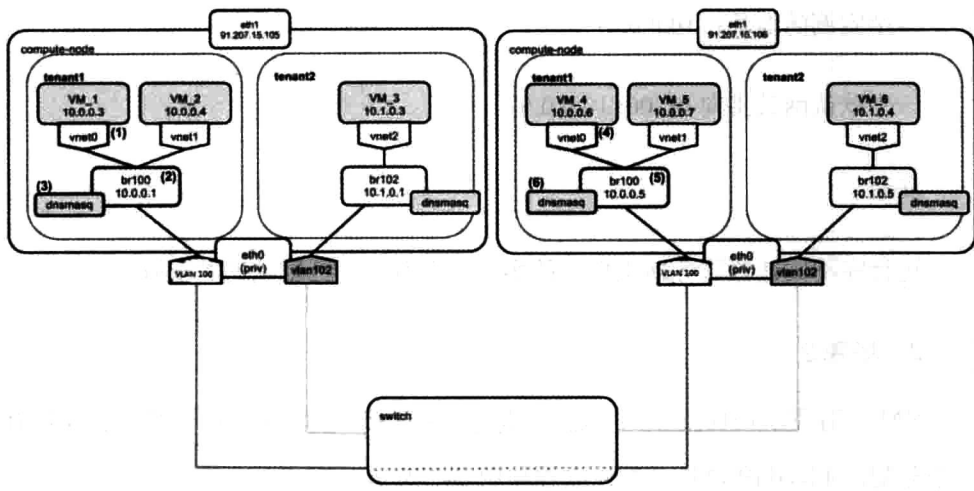 eth1
91.207.15.105
compute-node
tenant1
VM_1
10.0.0.3
VM_2
10.0.0.4
vnet0
(1)
vnet1
(2)
br100
10.0.0.1
(3)
dnsmasq
tenant2
VM_3
10.1.0.3
vnet2
br102
10.1.0.1
dnsmasq
VLAN 100
eth0
(priv)
vlan102
eth1
91.207.15.106
compute-node
tenant1
VM_4
10.0.0.6
VM_5
10.0.0.7
vnet0
(4)
vnet1
(5)
br100
10.0.0.5
(6)
dnsmasq
tenant2
VM_6
10.1.0.4
vnet2
br102
10.1.0.5
dnsmasq
VLAN 100
eth0
(priv)
vlan102
switch